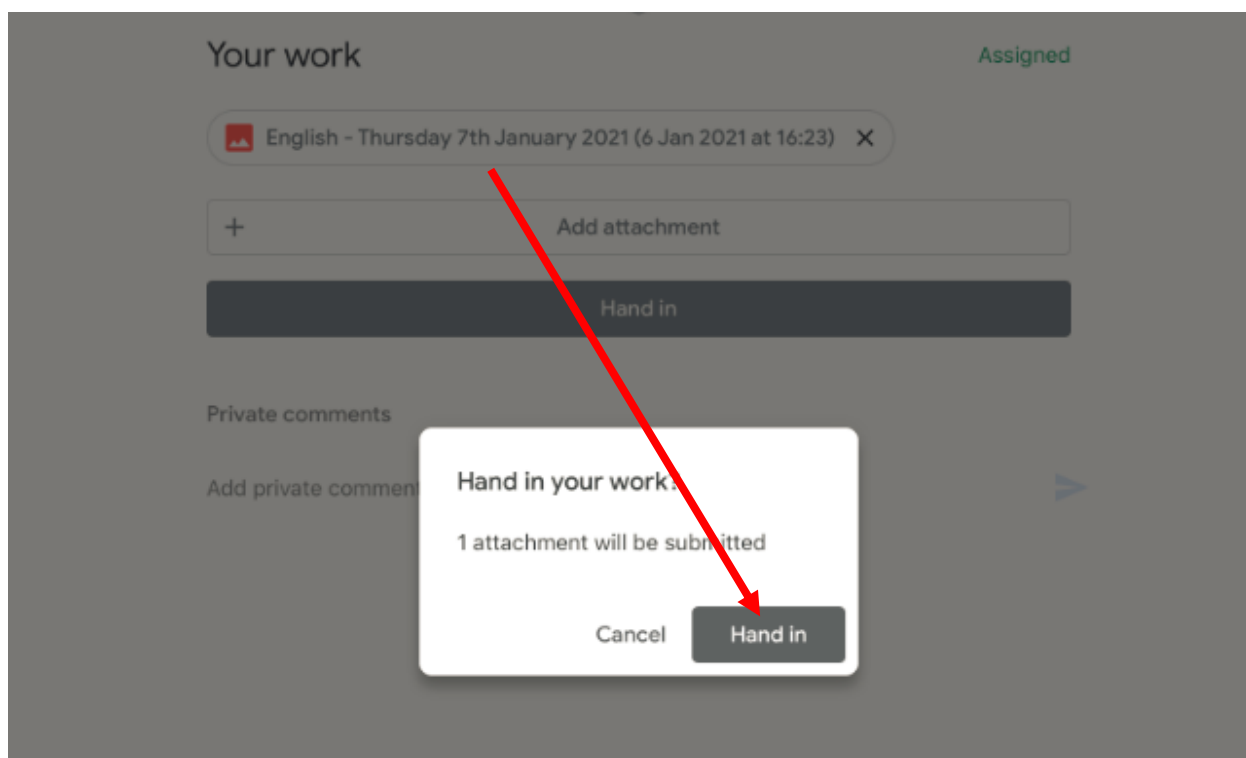 Your work
Assigned
English - Thursday 7th January 2021 (6 Jan 2021 at 16:23)
Add attachment
Hand in
Private comments
Add private comment
Hand in your work?
1 attachment will be submitted
Cancel
Hand in